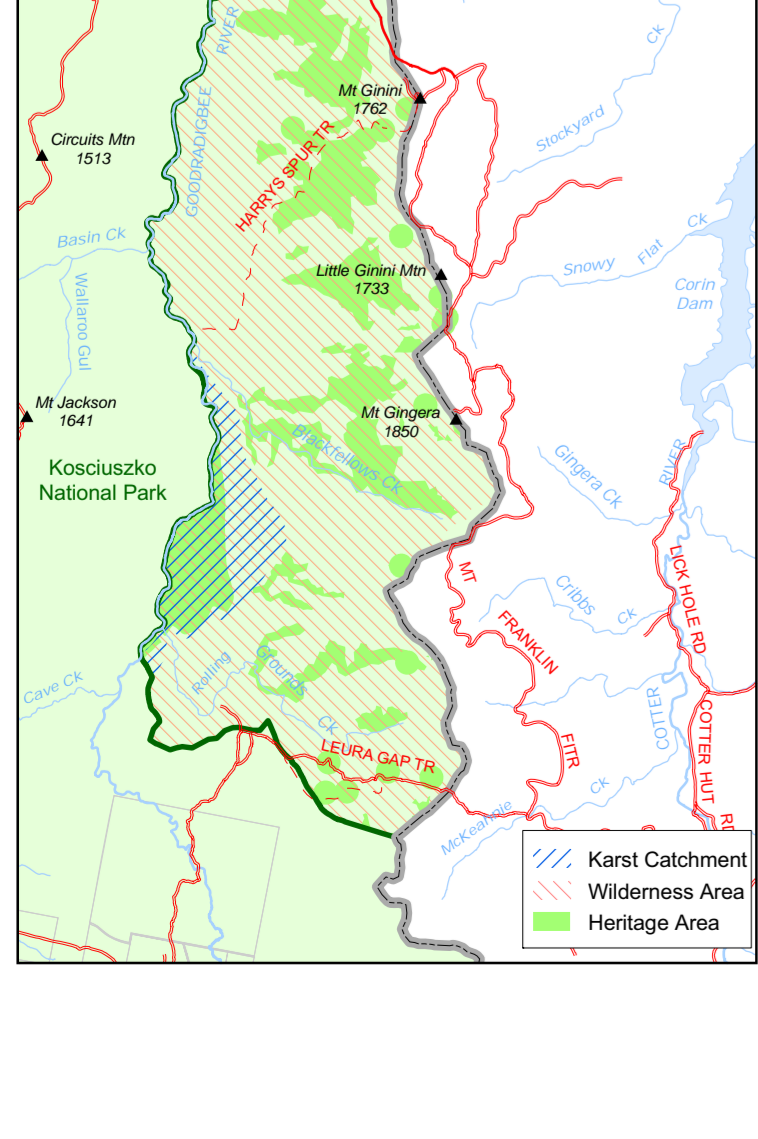 RIVER
GOODRADIGBEE
Mt Ginini
1762
Ck
Stockyard
Circuits Mtn
1513
HARRYS SPUR TR
Basin Ck
Wallaroo Gul
Little Ginini Mtn
1733
Snowy
Flat
Ck
Corin
Dam
Mt Jackson
1641
Mt Gingera
1850
Blackfellows Ck
Gingera Ck
RIVER
Kosciuszko
National Park
MT
FRANKLIN
FITR
Cribbs
Ck
LICK HOLE RD
Cave Ck
Rolling
Grounds
Ck
COTTER
COTTER HUT
RD
LEURA GAP TR
McKeahnie
Ck
Karst Catchment
Wilderness Area
Heritage Area